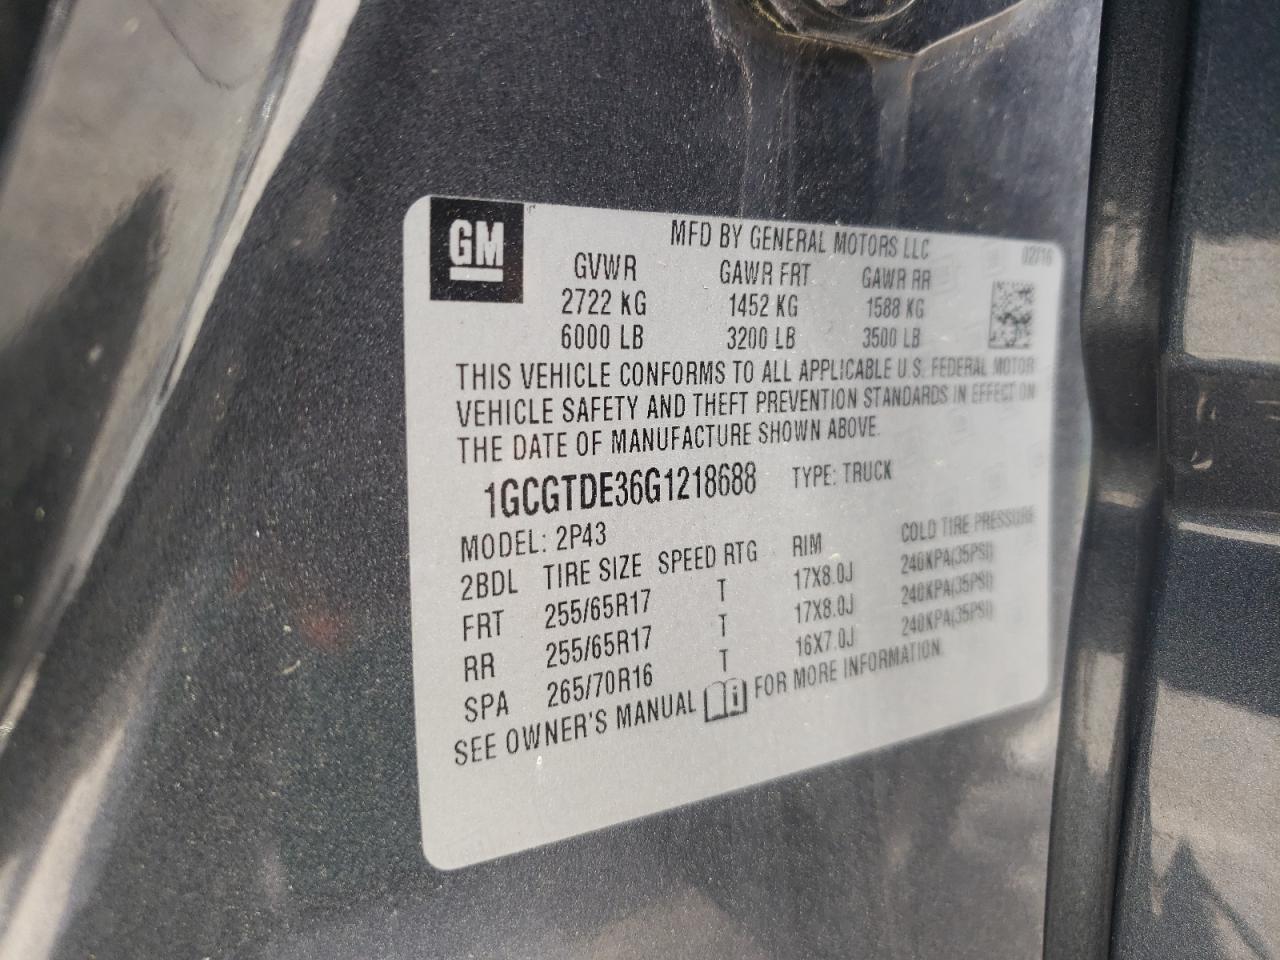 GM
MFD BY GENERAL MOTORS LLC 02/16
GVWR GAWR FRT GAWR RR
2722 KG 1452 KG 1588 KG
6000 LB 3200 LB 3500 LB
THIS VEHICLE CONFORMS TO ALL APPLICABLE U.S. FEDERAL MOTOR
VEHICLE SAFETY AND THEFT PREVENTION STANDARDS IN EFFECT ON
THE DATE OF MANUFACTURE SHOWN ABOVE.
1GCGTDE36G1218688 TYPE: TRUCK
MODEL: 2P43
2BDL TIRE SIZE SPEED RTG RIM COLD TIRE PRESSURE
FRT 255/65R17 T 17X8.0J 240KPA(35PSI)
RR 255/65R17 T 17X8.0J 240KPA(35PSI)
SPA 265/70R16 T 16X7.0J 240KPA(35PSI)
SEE OWNER'S MANUAL i FOR MORE INFORMATION.